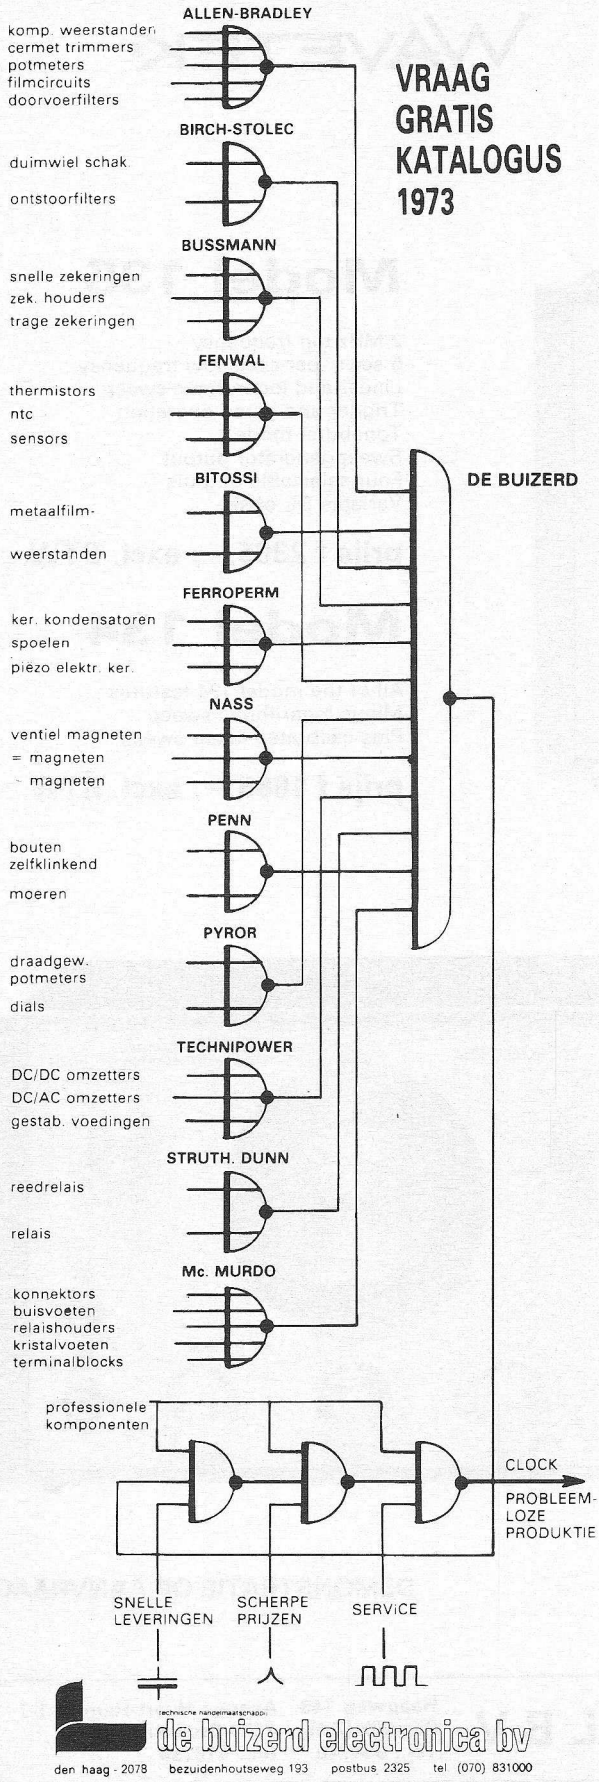 ALLEN-BRADLEY
komp. weerstanden
cermet trimmers
potmeters
filmcircuits
doorvoerfilters
VRAAG
GRATIS
KATALOGUS
1973
BIRCH-STOLEC
duimwiel schak.
ontstoorfilters
BUSSMANN
snelle zekeringen
zek. houders
trage zekeringen
FENWAL
thermistors
ntc
sensors
DE BUIZERD
BITOSSI
metaalfilm-
weerstanden
FERROPERM
ker. kondensatoren
spoelen
piëzo elektr. ker.
NASS
ventiel magneten
= magneten
~ magneten
PENN
bouten
zelfklinkend
moeren
PYROR
draadgew.
potmeters
dials
TECHNIPOWER
DC/DC omzetters
DC/AC omzetters
gestab. voedingen
STRUTH. DUNN
reedrelais
relais
Mc. MURDO
konnektors
buisvoeten
relaishouders
kristalvoeten
terminalblocks
professionele
komponenten
CLOCK
PROBLEEM-
LOZE
PRODUKTIE
SNELLE
LEVERINGEN
SCHERPE
PRIJZEN
SERViCE
technische handelmaatschappij
de buizerd electronica bv
den haag - 2078 bezuidenhoutseweg 193 postbus 2325 tel (070) 831000